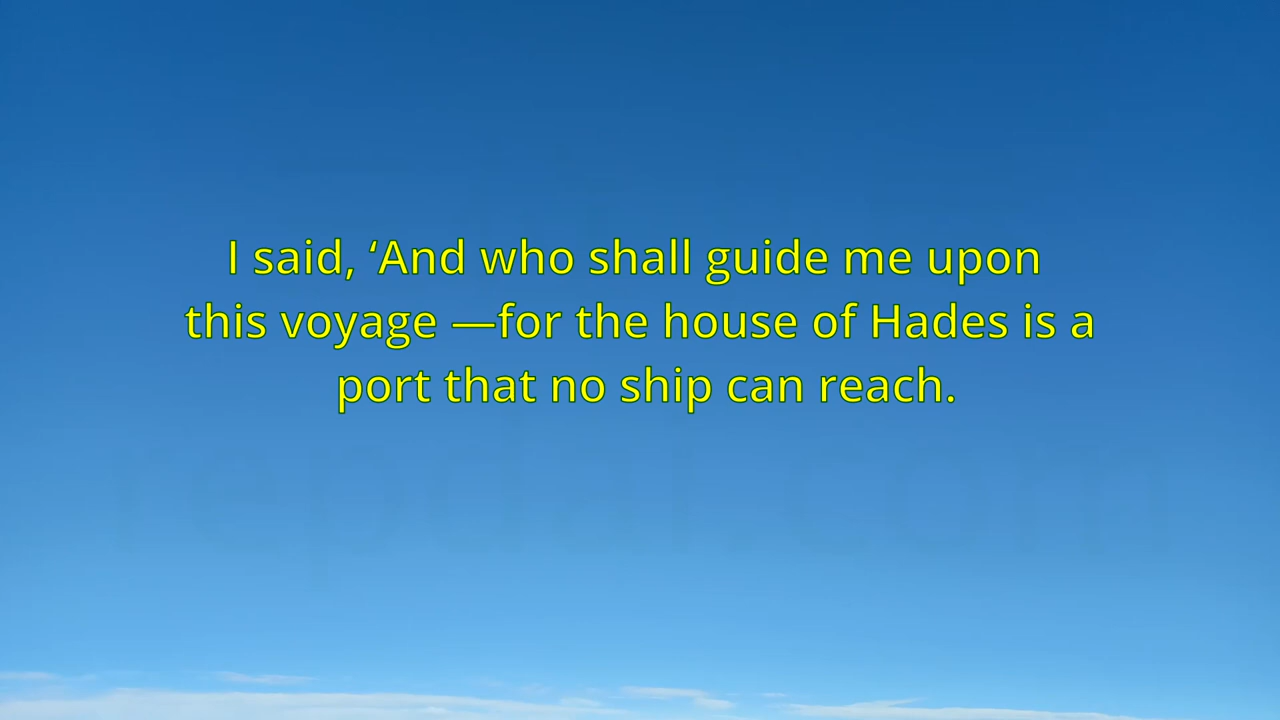 I said, ‘And who shall guide me upon
this voyage —for the house of Hades is a
port that no ship can reach.